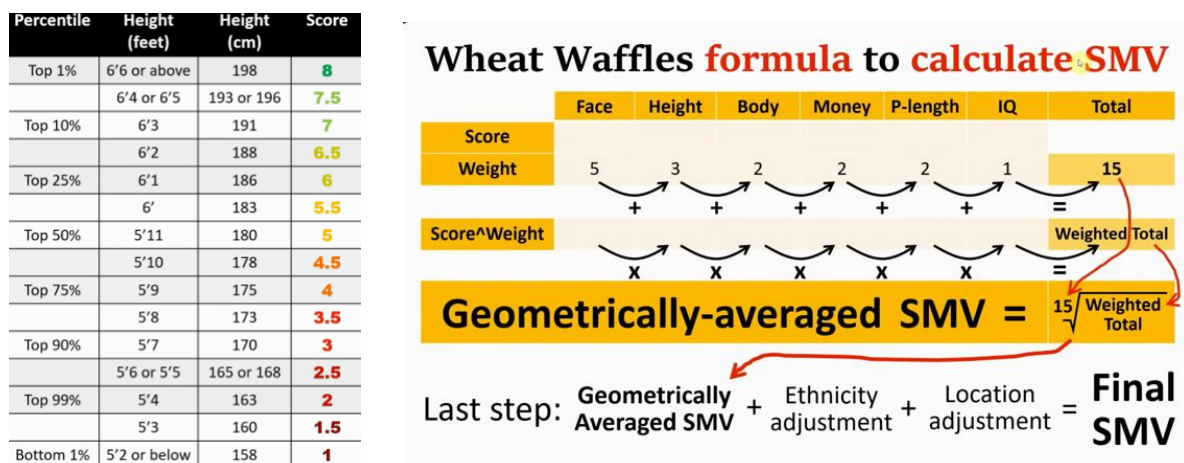 Percentile Height (feet) Height (cm) Score
Top 1% 6'6 or above 198 8
6'4 or 6'5 193 or 196 7.5
Top 10% 6'3 191 7
6'2 188 6.5
Top 25% 6'1 186 6
6' 183 5.5
Top 50% 5'11 180 5
5'10 178 4.5
Top 75% 5'9 175 4
5'8 173 3.5
Top 90% 5'7 170 3
5'6 or 5'5 165 or 168 2.5
Top 99% 5'4 163 2
5'3 160 1.5
Bottom 1% 5'2 or below 158 1
Wheat Waffles formula to calculate SMV
Face Height Body Money P-length IQ Total
Score
Weight 5 3 2 2 2 1 15
+ + + + + =
Score^Weight Weighted Total
x x x x x =
Geometrically-averaged SMV = 15√Weighted Total
Last step: Geometrically Averaged SMV + Ethnicity adjustment + Location adjustment = Final SMV